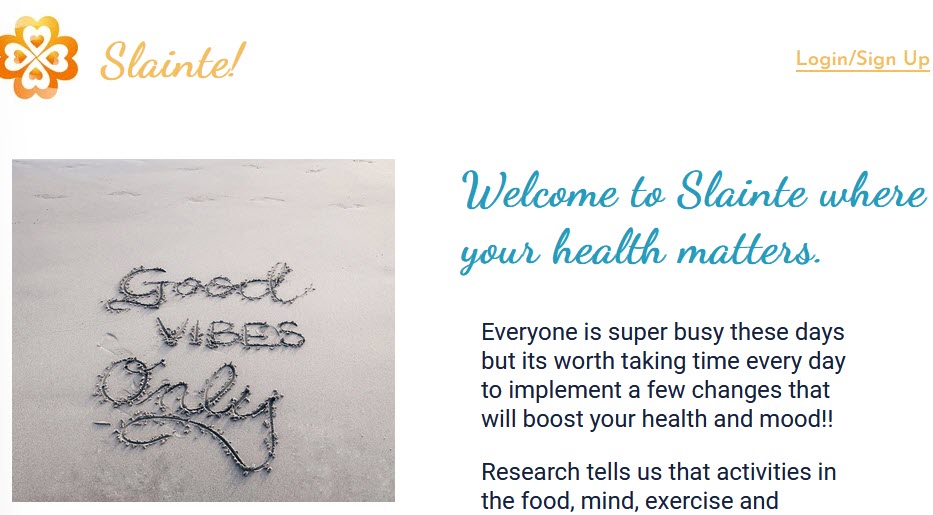 Slainte!
Login/Sign Up
Good
VIBES
Only
Welcome to Slainte where
your health matters.
Everyone is super busy these days
but its worth taking time every day
to implement a few changes that
will boost your health and mood!!
Research tells us that activities in
the food, mind, exercise and